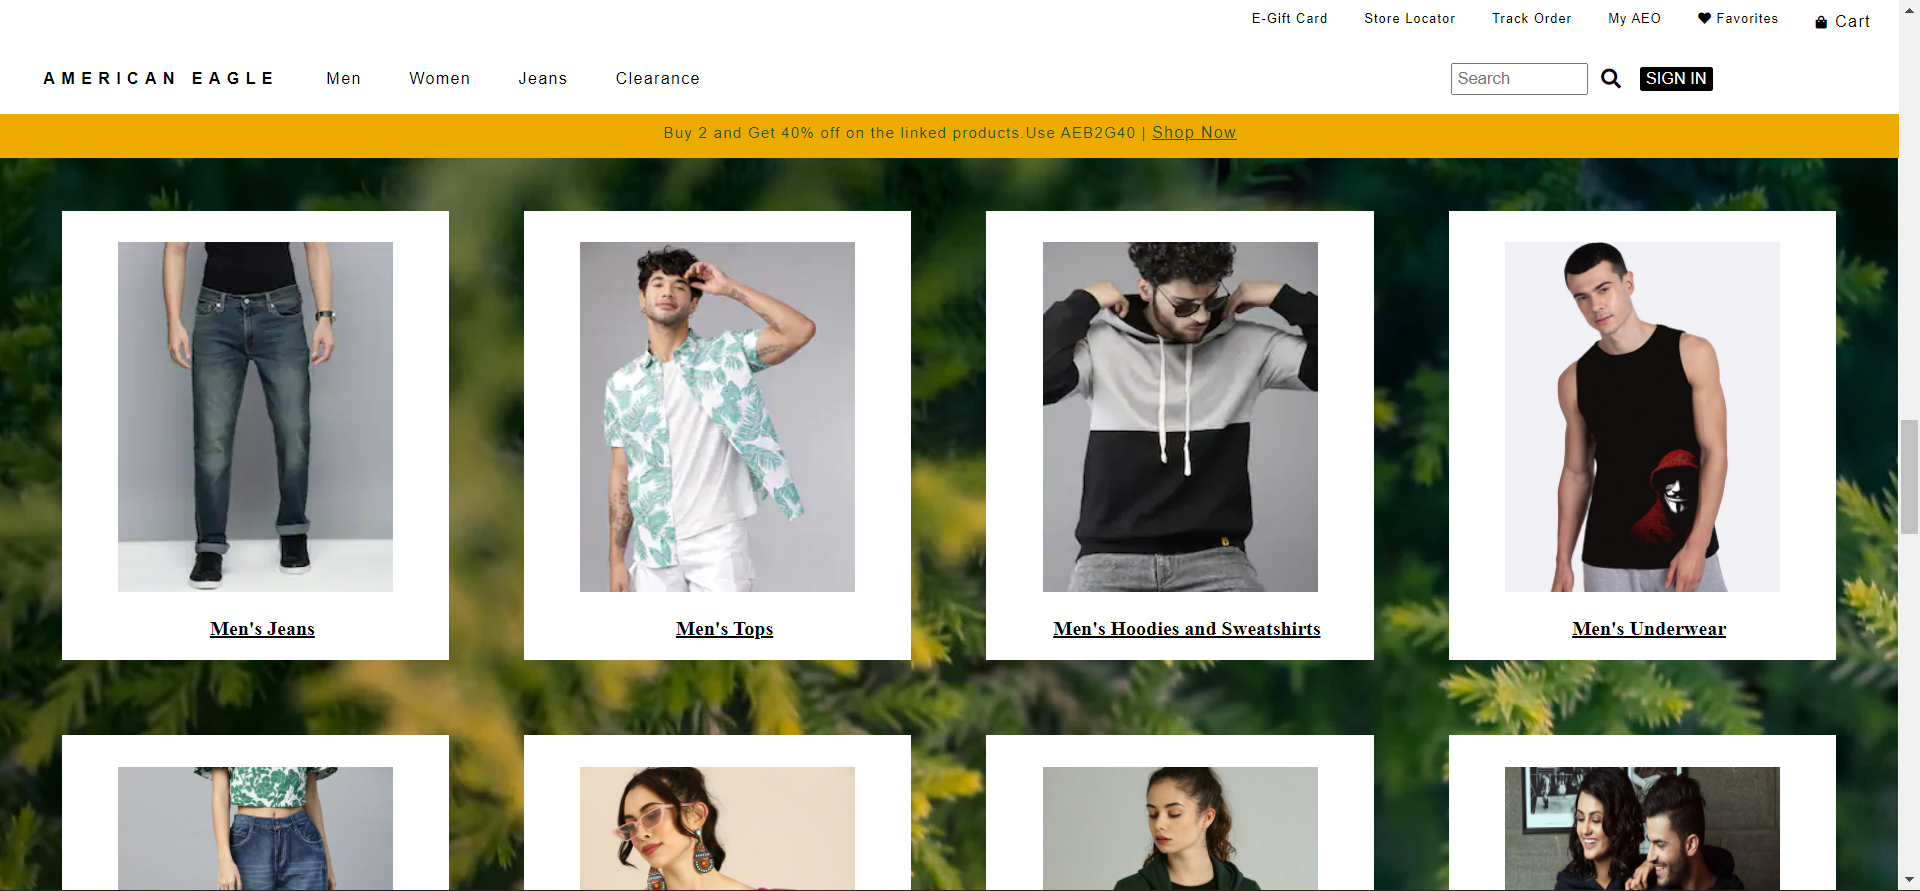 E-Gift Card Store Locator Track Order My AEO Favorites Cart
AMERICAN EAGLE Men Women Jeans Clearance Search SIGN IN
Buy 2 and Get 40% off on the linked products.Use AEB2G40 | Shop Now
Men's Jeans Men's Tops Men's Hoodies and Sweatshirts Men's Underwear